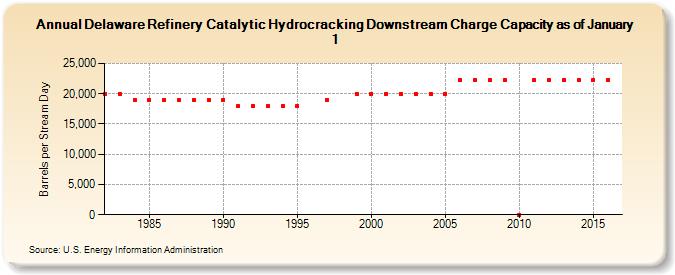 Annual Delaware Refinery Catalytic Hydrocracking Downstream Charge Capacity as of January
1
Barrels per Stream Day
25,000
20,000
15,000
10,000
5,000
0
1985 1990 1995 2000 2005 2010 2015
Source: U.S. Energy Information Administration